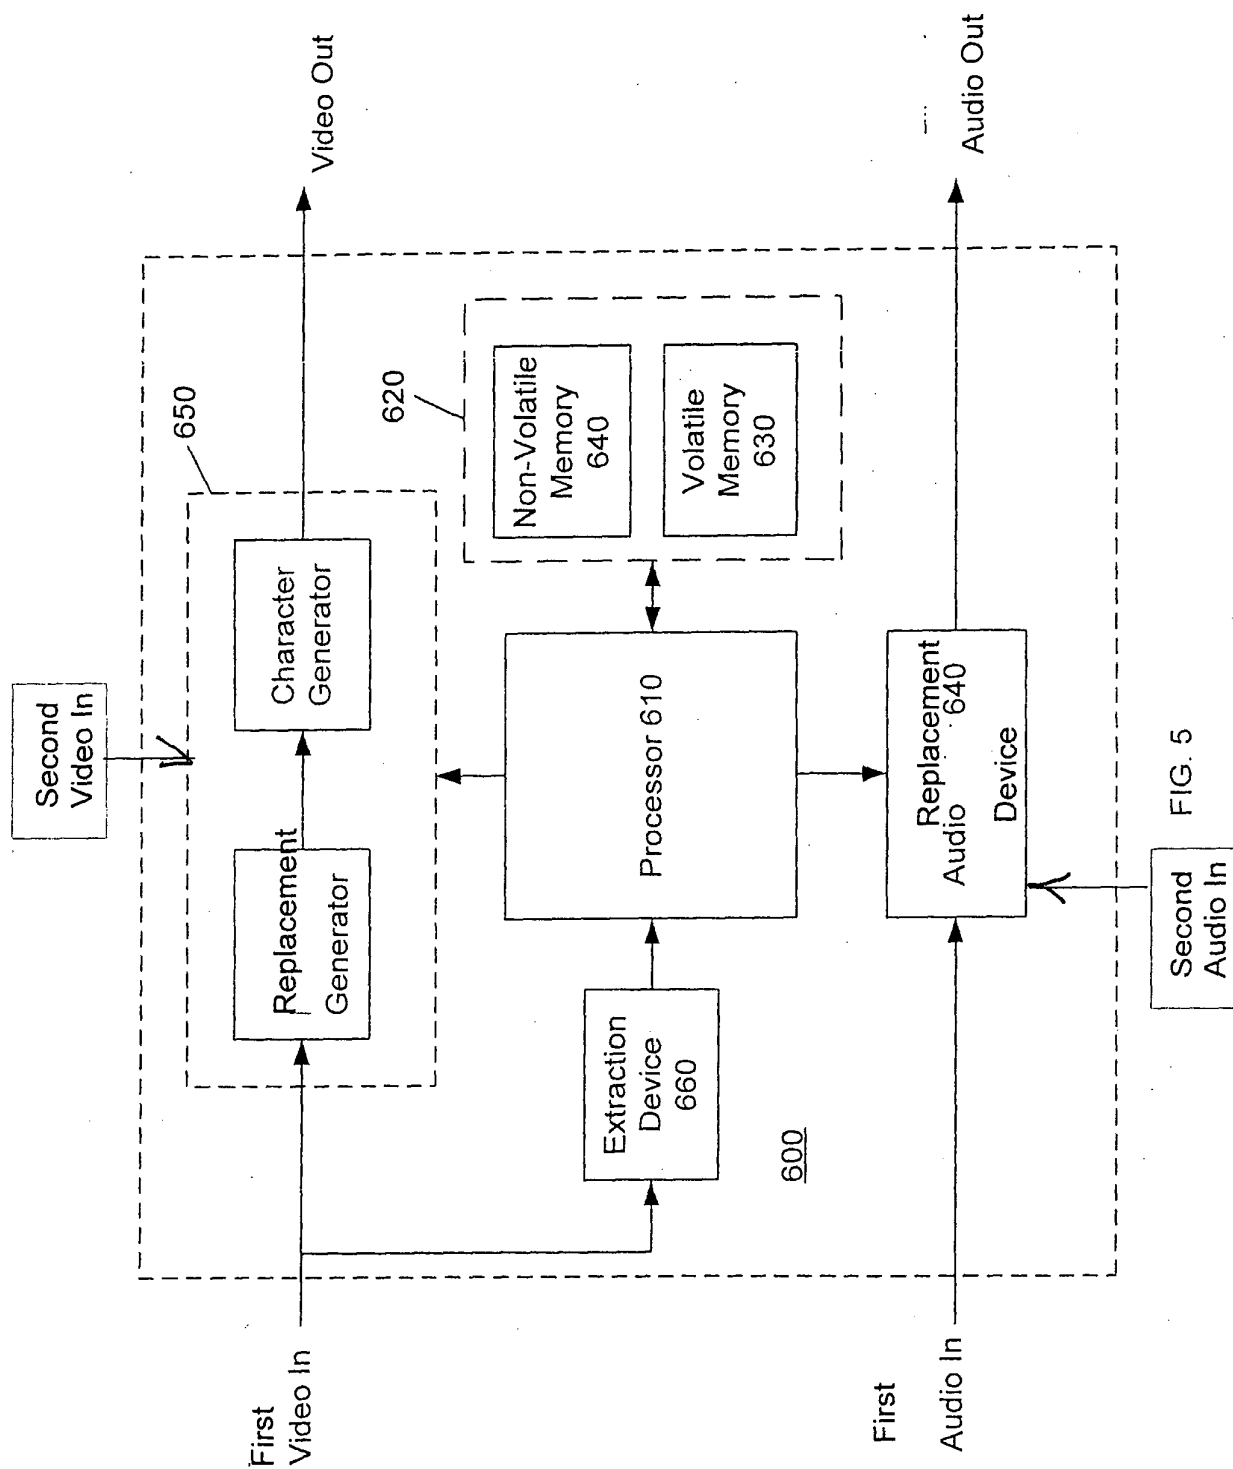 Second
Video In
650
First
Video In
Replacement
Generator
Character
Generator
Video Out
620
Extraction
Device
660
Processor 610
Non-Volatile
Memory
640
Volatile
Memory
630
600
First
Audio In
Replacement
Audio 640
Device
Audio Out
Second
Audio In
FIG. 5